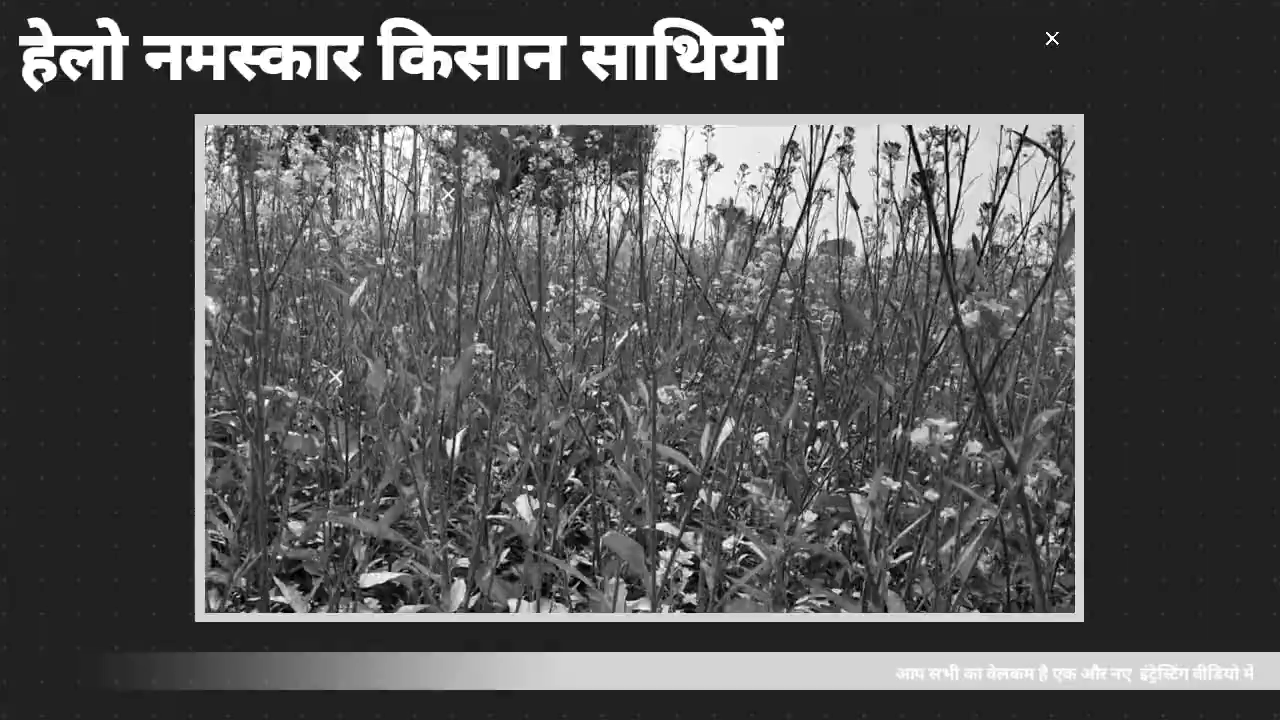 हेलो नमस्कार किसान साथियों
आप सभी का वेलकम है एक और नए इंट्रेस्टिंग वीडियो में